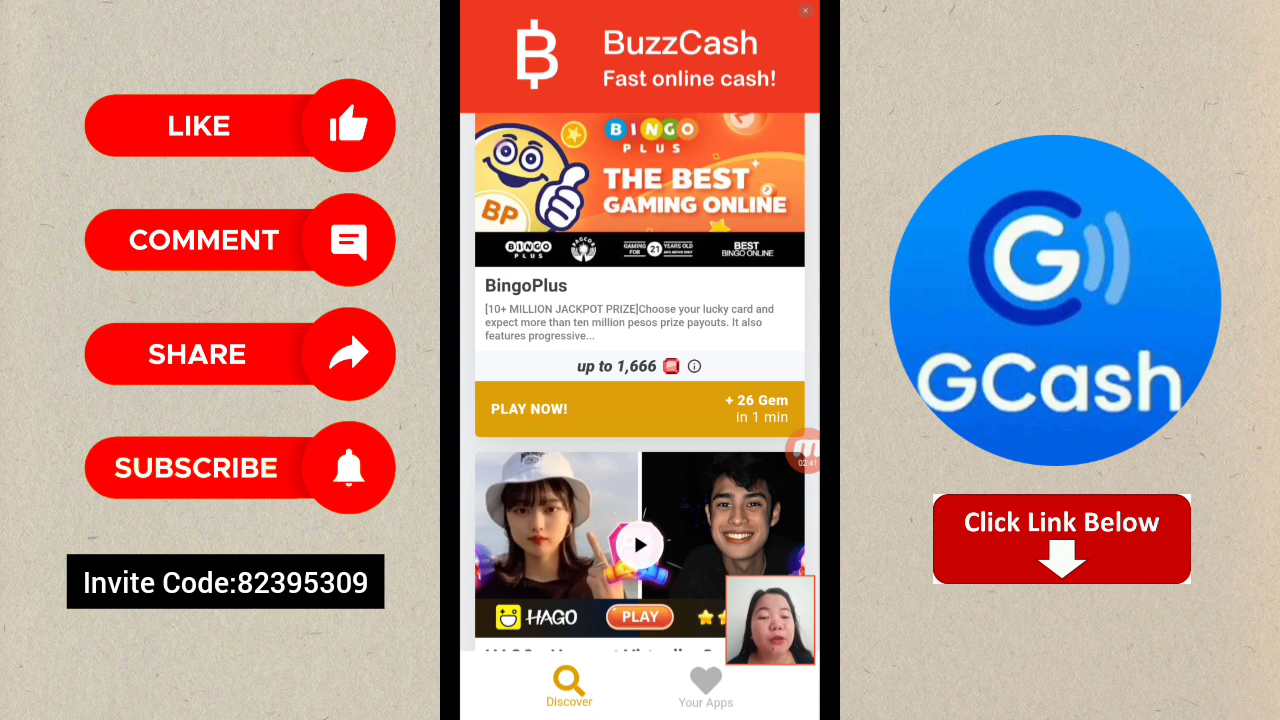 LIKE
COMMENT
SHARE
SUBSCRIBE
Invite Code:82395309
BuzzCash
Fast online cash!
BINGO
PLUS
THE BEST
GAMING ONLINE
BP
BINGO
PLUS
PAGCOR
GAMING
FOR
21
YEARS OLD
BEST
BINGO ONLINE
BingoPlus
[10+ MILLION JACKPOT PRIZE]Choose your lucky card and
expect more than ten million pesos prize payouts. It also
features progressive...
up to 1,666
PLAY NOW!
+ 26 Gem
in 1 min
02:41
HAGO
PLAY
Discover
Your Apps
G
GCash
Click Link Below